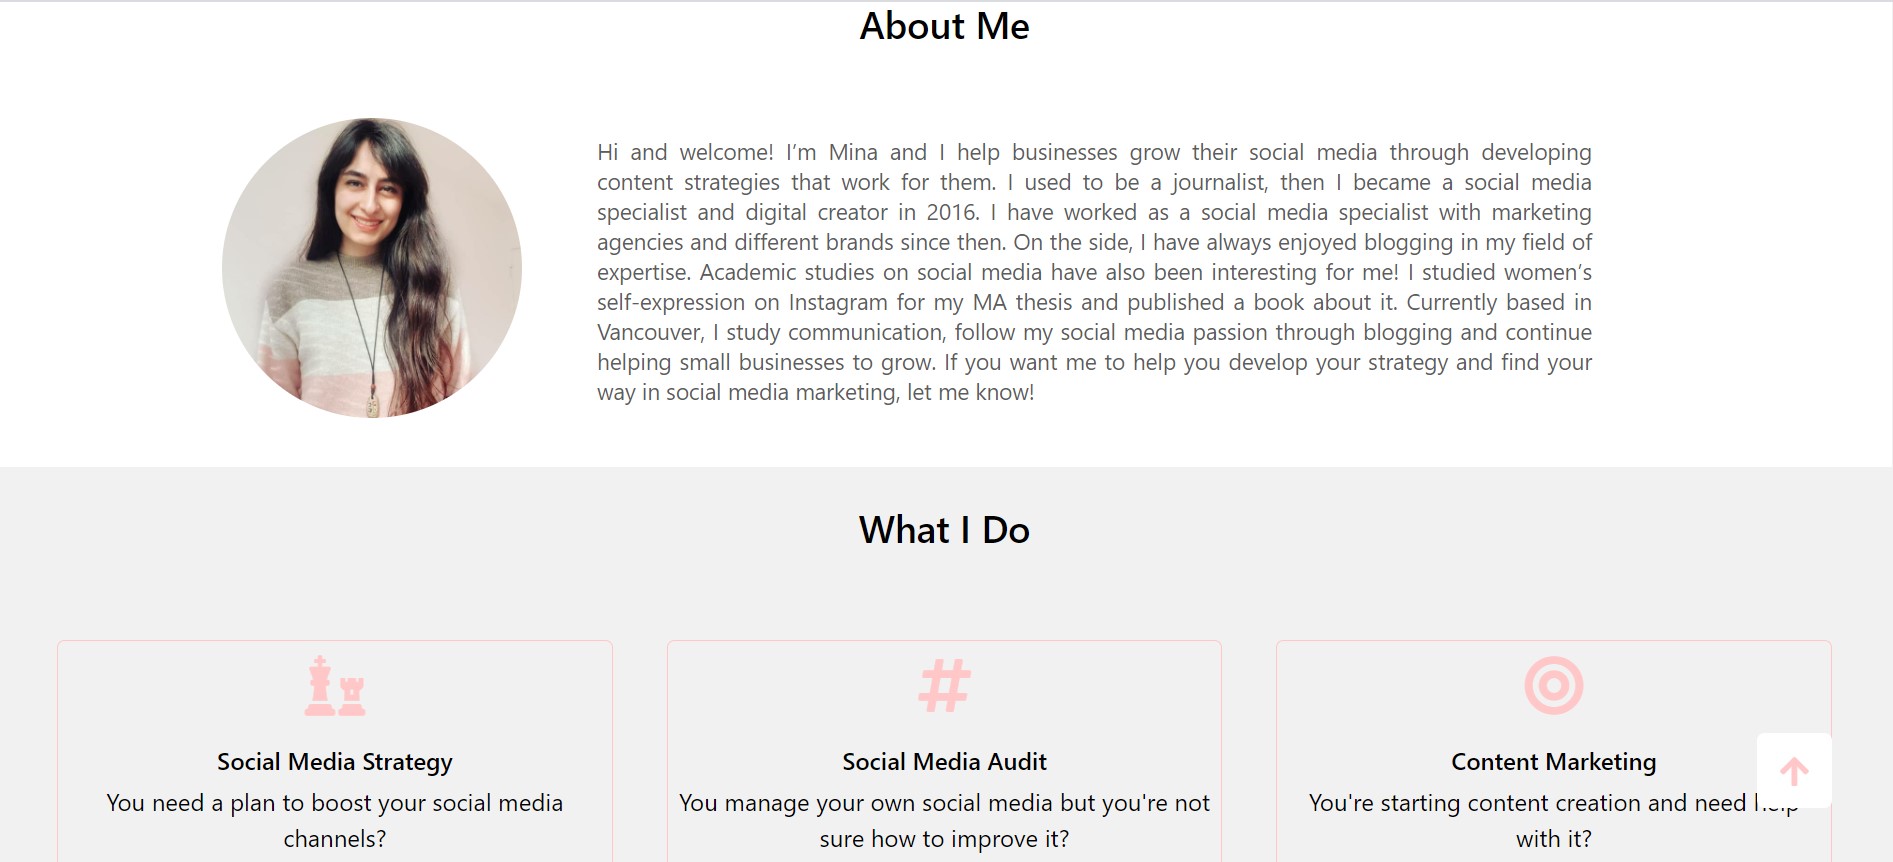 About Me
Hi and welcome! I’m Mina and I help businesses grow their social media through developing
content strategies that work for them. I used to be a journalist, then I became a social media
specialist and digital creator in 2016. I have worked as a social media specialist with marketing
agencies and different brands since then. On the side, I have always enjoyed blogging in my field of
expertise. Academic studies on social media have also been interesting for me! I studied women’s
self-expression on Instagram for my MA thesis and published a book about it. Currently based in
Vancouver, I study communication, follow my social media passion through blogging and continue
helping small businesses to grow. If you want me to help you develop your strategy and find your
way in social media marketing, let me know!
What I Do
Social Media Strategy
You need a plan to boost your social media
channels?
Social Media Audit
You manage your own social media but you're not
sure how to improve it?
Content Marketing
You're starting content creation and need help
with it?